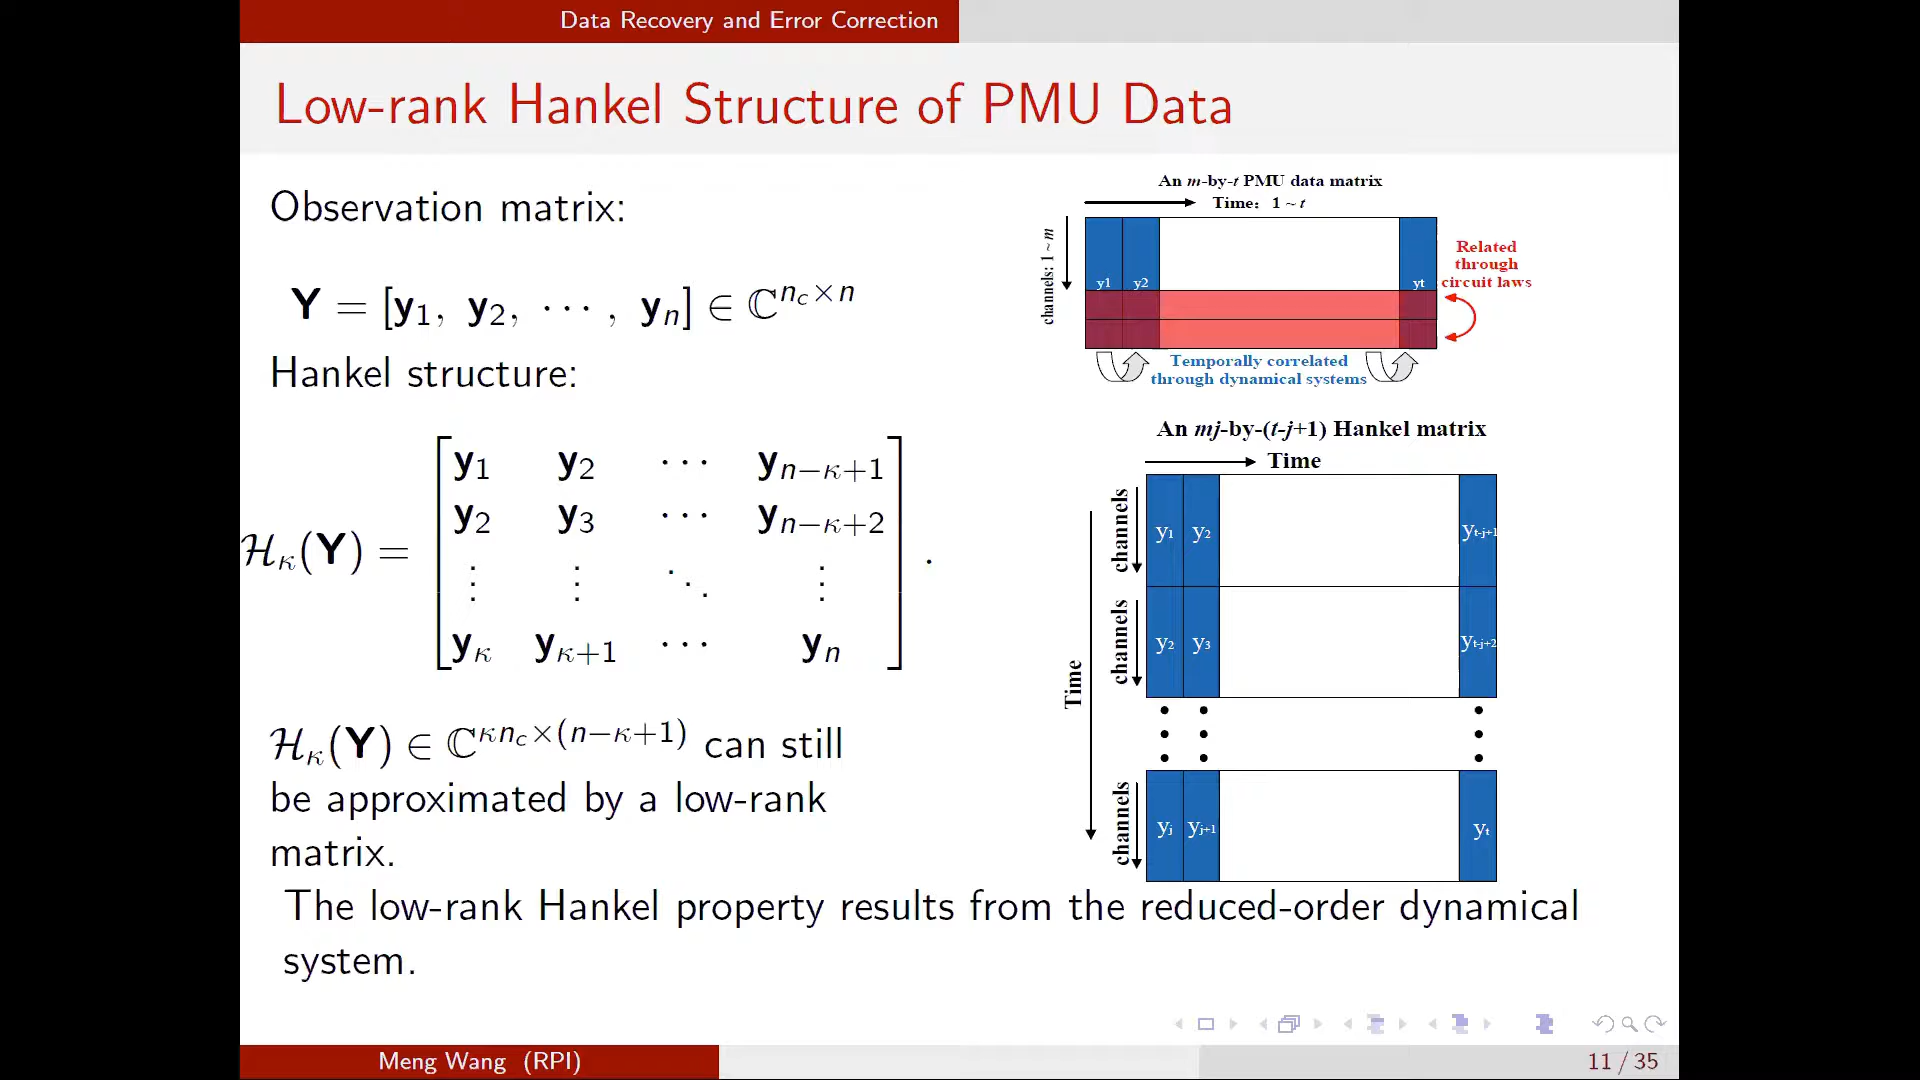 Data Recovery and Error Correction
Low-rank Hankel Structure of PMU Data
Observation matrix:
Y = [y₁, y₂, ⋯ , yₙ] ∈ ℂ^{n_c×n}
Hankel structure:
ℋ_κ(Y) = [
y₁ y₂ ⋯ y_{n−κ+1}
y₂ y₃ ⋯ y_{n−κ+2}
⋮ ⋮ ⋱ ⋮
y_κ y_{κ+1} ⋯ y_n
] .
ℋ_κ(Y) ∈ ℂ^{κn_c×(n−κ+1)} can still
be approximated by a low-rank
matrix.
The low-rank Hankel property results from the reduced-order dynamical
system.
An m-by-t PMU data matrix
Time: 1 ~ t
channels: 1 ~ m
y1 y2 yt
Related
through
circuit laws
Temporally correlated
through dynamical systems
An mj-by-(t-j+1) Hankel matrix
Time
Time
channels
y₁ y₂ y_{t-j+1}
channels
y₂ y₃ y_{t-j+2}
channels
y_j y_{j+1} y_t
Meng Wang (RPI)
11 / 35